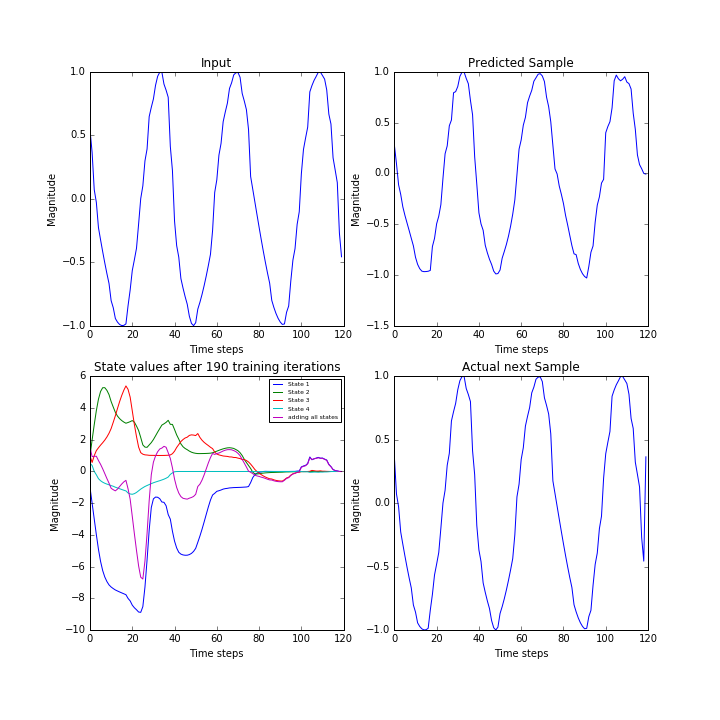 Input
Magnitude
1.0
0.5
0.0
−0.5
−1.0
0 20 40 60 80 100 120
Time steps
Predicted Sample
Magnitude
1.0
0.5
0.0
−0.5
−1.0
−1.5
0 20 40 60 80 100 120
Time steps
State values after 190 training iterations
Magnitude
6
4
2
0
−2
−4
−6
−8
−10
0 20 40 60 80 100 120
Time steps
State 1
State 2
State 3
State 4
adding all states
Actual next Sample
Magnitude
1.0
0.5
0.0
−0.5
−1.0
0 20 40 60 80 100 120
Time steps